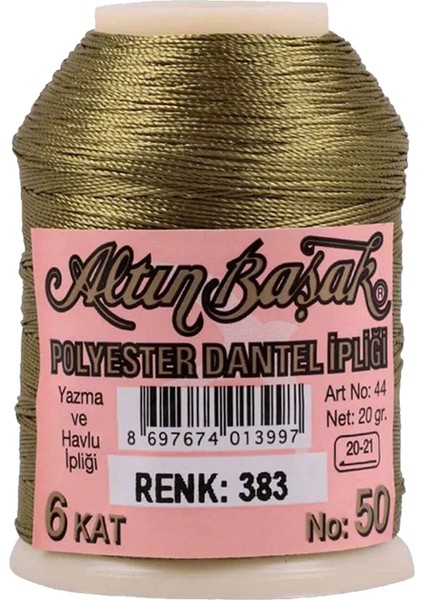 Altın Başak ®
POLYESTER DANTEL İPLİĞİ
Yazma
ve
Havlu
İpliği
8 697674 013997
Art No: 44
Net: 20 gr.
20-21
RENK: 383
6 KAT
No: 50